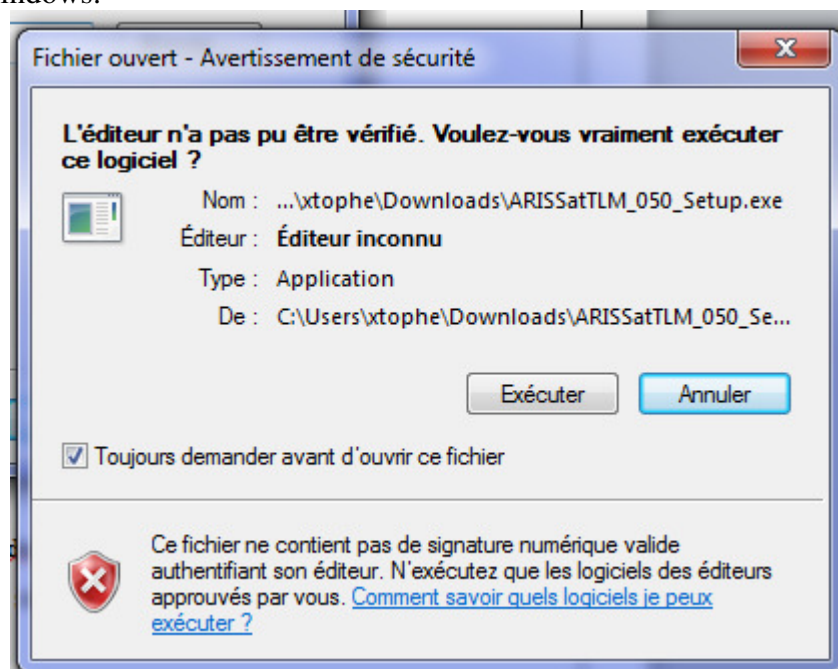 Fichier ouvert - Avertissement de sécurité
L'éditeur n'a pas pu être vérifié. Voulez-vous vraiment exécuter
ce logiciel ?
Nom : ...\xtophe\Downloads\ARISSatTLM_050_Setup.exe
Éditeur : Éditeur inconnu
Type : Application
De : C:\Users\xtophe\Downloads\ARISSatTLM_050_Se...
Exécuter Annuler
Toujours demander avant d'ouvrir ce fichier
Ce fichier ne contient pas de signature numérique valide
authentifiant son éditeur. N'exécutez que les logiciels des éditeurs
approuvés par vous. Comment savoir quels logiciels je peux
exécuter ?